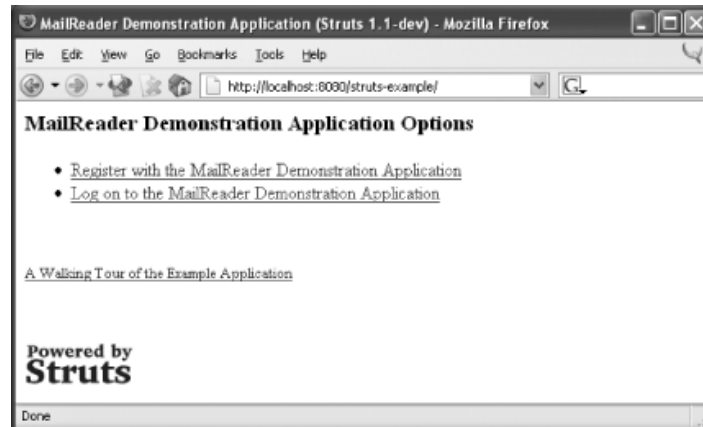 MailReader Demonstration Application (Struts 1.1-dev) - Mozilla Firefox
File Edit View Go Bookmarks Tools Help
http://localhost:8080/struts-example/ G
MailReader Demonstration Application Options
• Register with the MailReader Demonstration Application
• Log on to the MailReader Demonstration Application
A Walking Tour of the Example Application
Powered by
Struts
Done